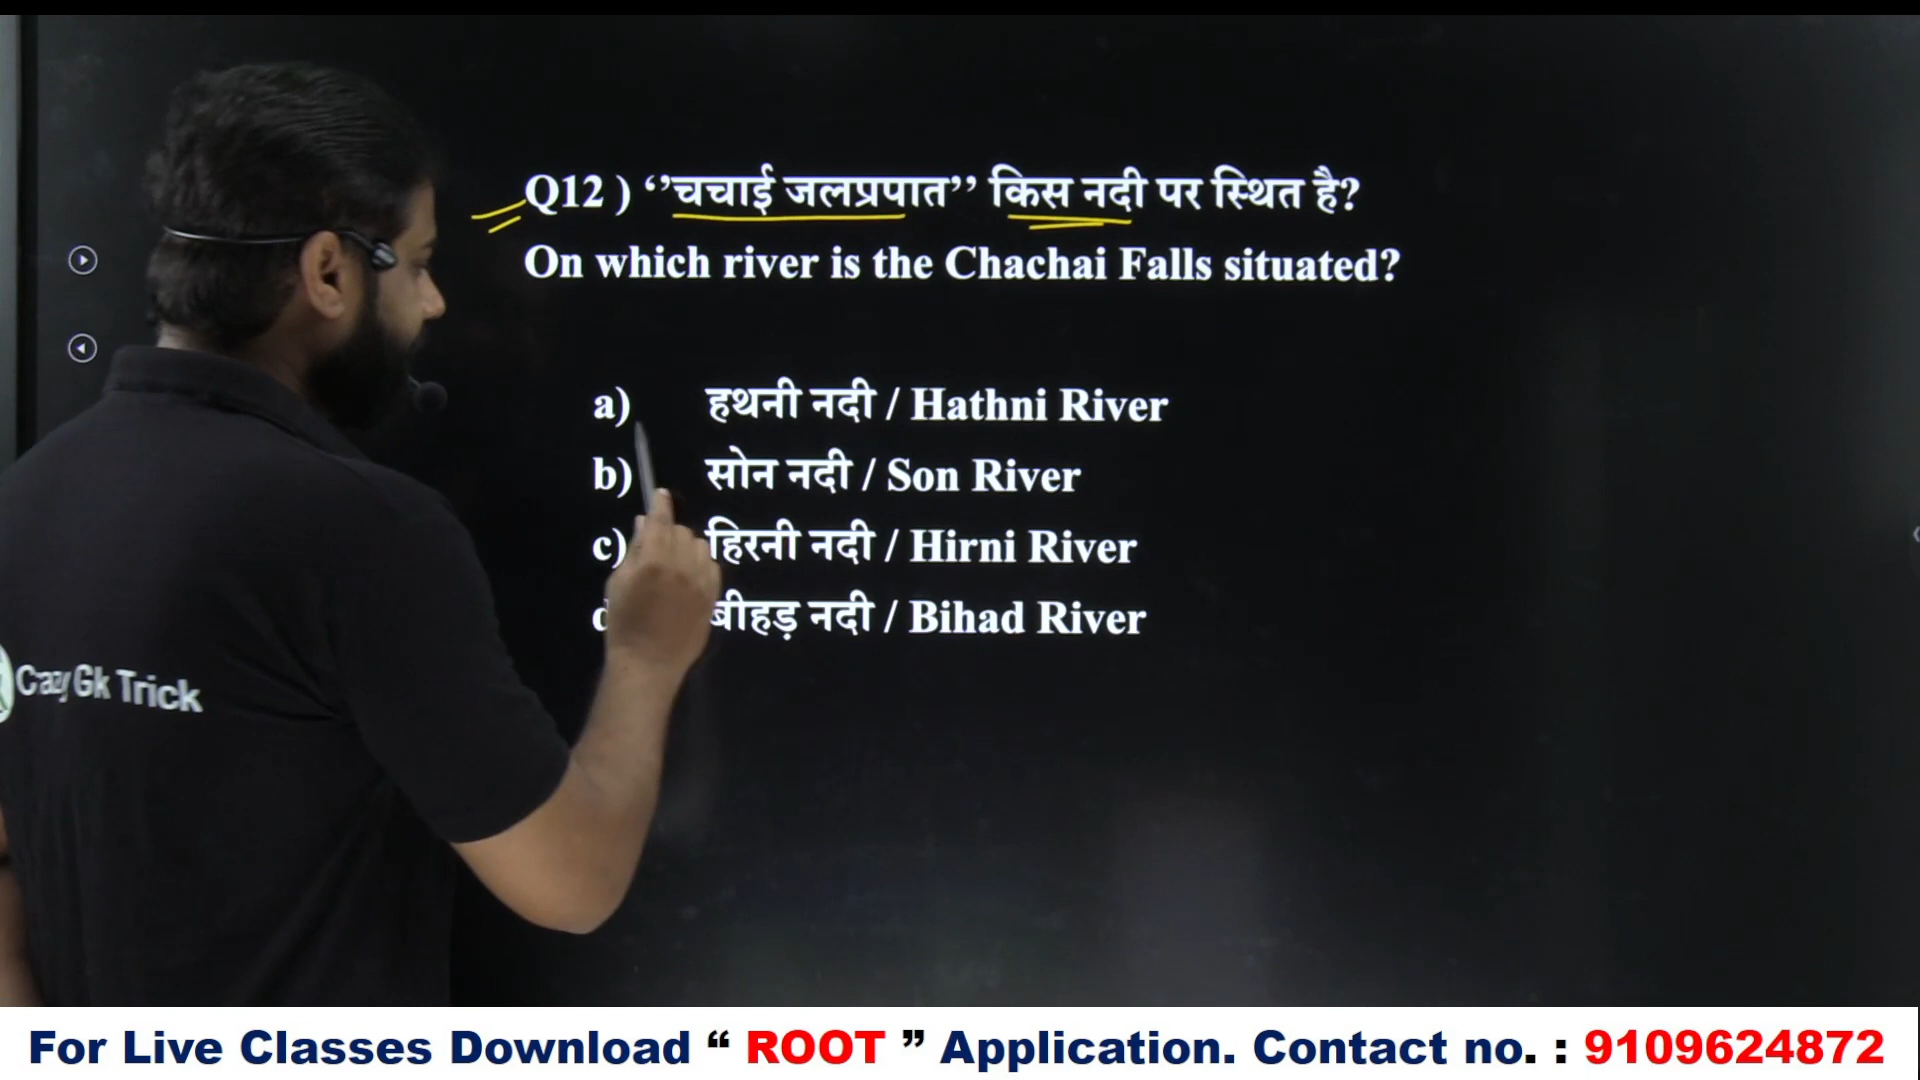 Q12 ) ‘’चचाई जलप्रपात’’ किस नदी पर स्थित है?
On which river is the Chachai Falls situated?
a) हथनी नदी / Hathni River
b) सोन नदी / Son River
c) हिरनी नदी / Hirni River
बीहड़ नदी / Bihad River
Crazy Gk Trick
For Live Classes Download “ ROOT ” Application. Contact no. : 9109624872